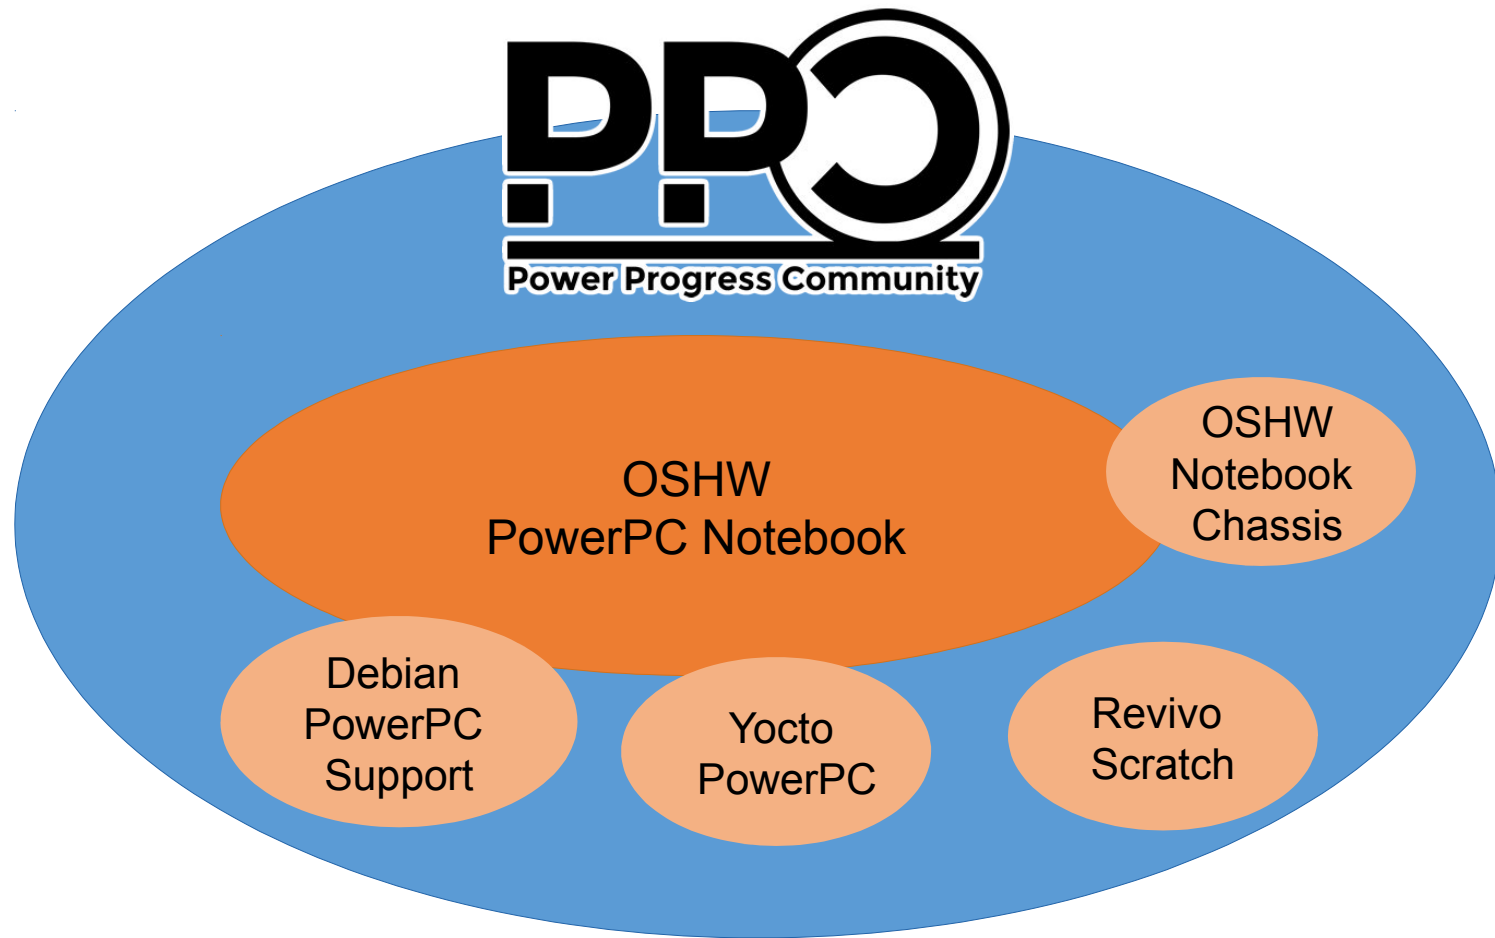 PPC
Power Progress Community
OSHW
PowerPC Notebook
OSHW
Notebook
Chassis
Debian
PowerPC
Support
Yocto
PowerPC
Revivo
Scratch